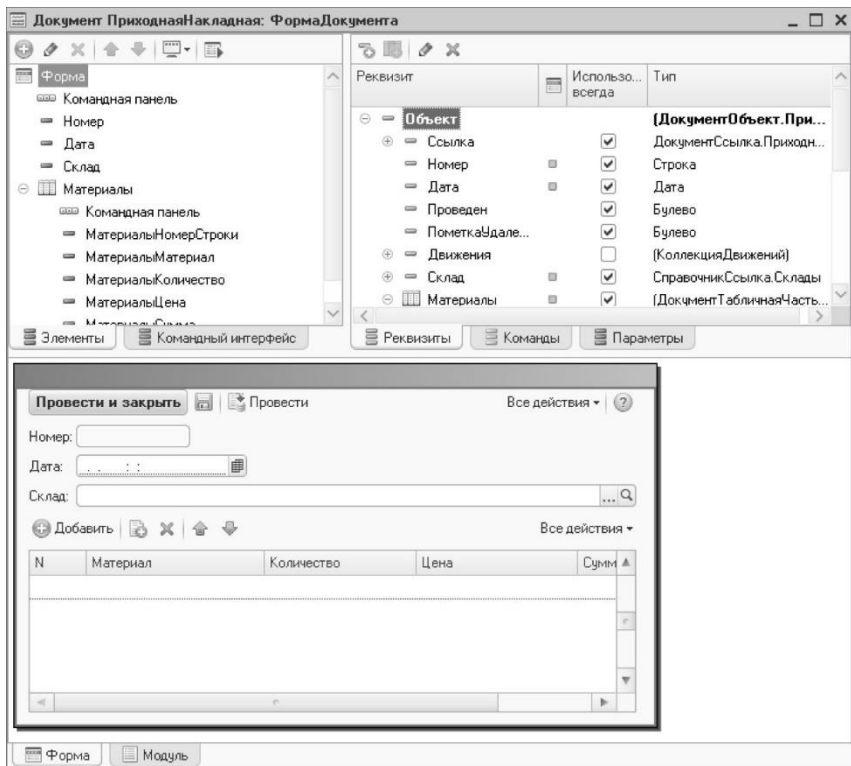 Документ ПриходнаяНакладная: ФормаДокумента
Форма
Командная панель
Номер
Дата
Склад
Материалы
Командная панель
МатериалыНомерСтроки
МатериалыМатериал
МатериалыКоличество
МатериалыЦена
МатериалыСумма
Элементы Командный интерфейс
Реквизит Использо... всегда Тип
Объект (ДокументОбъект.При...
Ссылка ДокументСсылка.Приходн...
Номер Строка
Дата Дата
Проведен Булево
ПометкаУдале... Булево
Движения (КоллекцияДвижений)
Склад СправочникСсылка.Склады
Материалы (ДокументТабличнаяЧасть...
Реквизиты Команды Параметры
Провести и закрыть Провести Все действия ?
Номер:
Дата: . . : :
Склад: ...
Добавить Все действия
N Материал Количество Цена Сумм
Форма Модуль